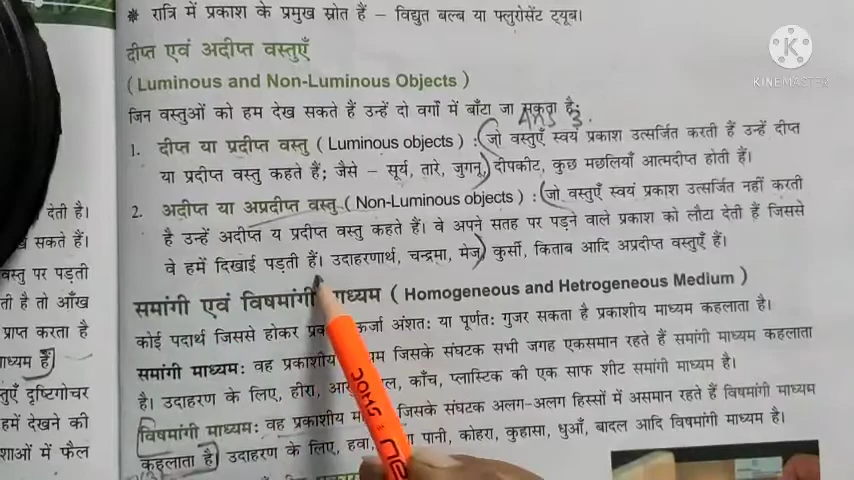 * रात्रि में प्रकाश के प्रमुख स्रोत हैं – विद्युत बल्ब या फ्लुरोसेंट ट्यूब।
दीप्त एवं अदीप्त वस्तुएँ
(Luminous and Non-Luminous Objects)
जिन वस्तुओं को हम देख सकते हैं उन्हें दो वर्गों में बाँटा जा सकता है:
Ans 3.
1. दीप्त या प्रदीप्त वस्तु (Luminous objects) : जो वस्तुएँ स्वयं प्रकाश उत्सर्जित करती हैं उन्हें दीप्त
या प्रदीप्त वस्तु कहते हैं; जैसे – सूर्य, तारे, जुगनू, दीपकीट, कुछ मछलियाँ आत्मदीप्त होती हैं।
2. अदीप्त या अप्रदीप्त वस्तु (Non-Luminous objects) : जो वस्तुएँ स्वयं प्रकाश उत्सर्जित नहीं करती
है उन्हें अदीप्त य प्रदीप्त वस्तु कहते हैं। वे अपने सतह पर पड़ने वाले प्रकाश को लौटा देती हैं जिससे
वे हमें दिखाई पड़ती हैं। उदाहरणार्थ, चन्द्रमा, मेज, कुर्सी, किताब आदि अप्रदीप्त वस्तुएँ हैं।
समांगी एवं विषमांगी माध्यम (Homogeneous and Hetrogeneous Medium)
कोई पदार्थ जिससे होकर ऊर्जा अंशतः या पूर्णतः गुजर सकता है प्रकाशीय माध्यम कहलाता है।
समांगी माध्यम: वह प्रकाशीय जिसके संघटक सभी जगह एकसमान रहते हैं समांगी माध्यम कहलाता
है। उदाहरण के लिए, हीरा, काँच, प्लास्टिक की एक साफ शीट समांगी माध्यम है।
विषमांगी माध्यम: वह प्रकाशीय जिसके संघटक अलग-अलग हिस्सों में असमान रहते हैं विषमांगी माध्यम
कहलाता है। उदाहरण के लिए, हवा, पानी, कोहरा, कुहासा, धुआँ, बादल आदि विषमांगी माध्यम है।
देती है।
सकते हैं।
वस्तु पर पड़ती
ती है तो आँख
प्राप्त करता है
माध्यम हैं
दृष्टिगोचर
हमें देखने की
में फैल
DOMS
K
KINEMASTER